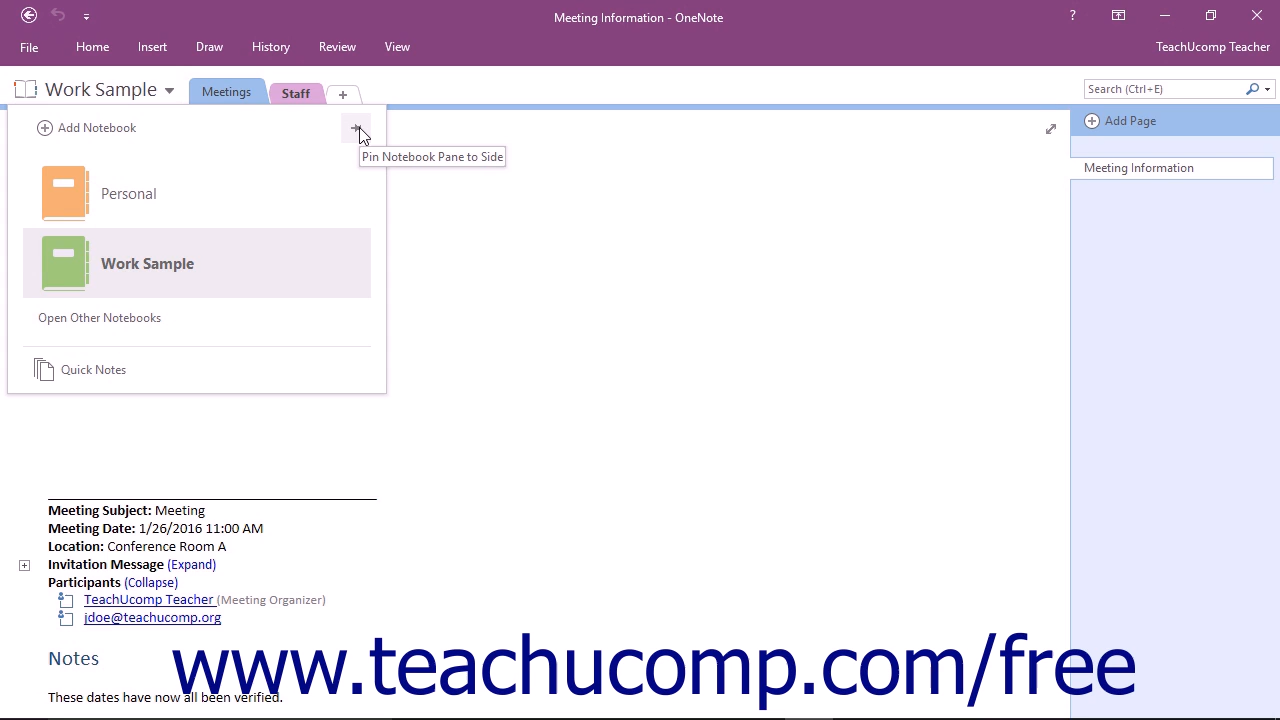 Meeting Information - OneNote
?
File Home Insert Draw History Review View
TeachUcomp Teacher
Work Sample
Meetings Staff +
Search (Ctrl+E)
Add Notebook
Pin Notebook Pane to Side
Personal
Work Sample
Open Other Notebooks
Quick Notes
Add Page
Meeting Information
Meeting Subject: Meeting
Meeting Date: 1/26/2016 11:00 AM
Location: Conference Room A
Invitation Message (Expand)
Participants (Collapse)
TeachUcomp Teacher (Meeting Organizer)
jdoe@teachucomp.org
Notes
www.teachucomp.com/free
These dates have now all been verified.